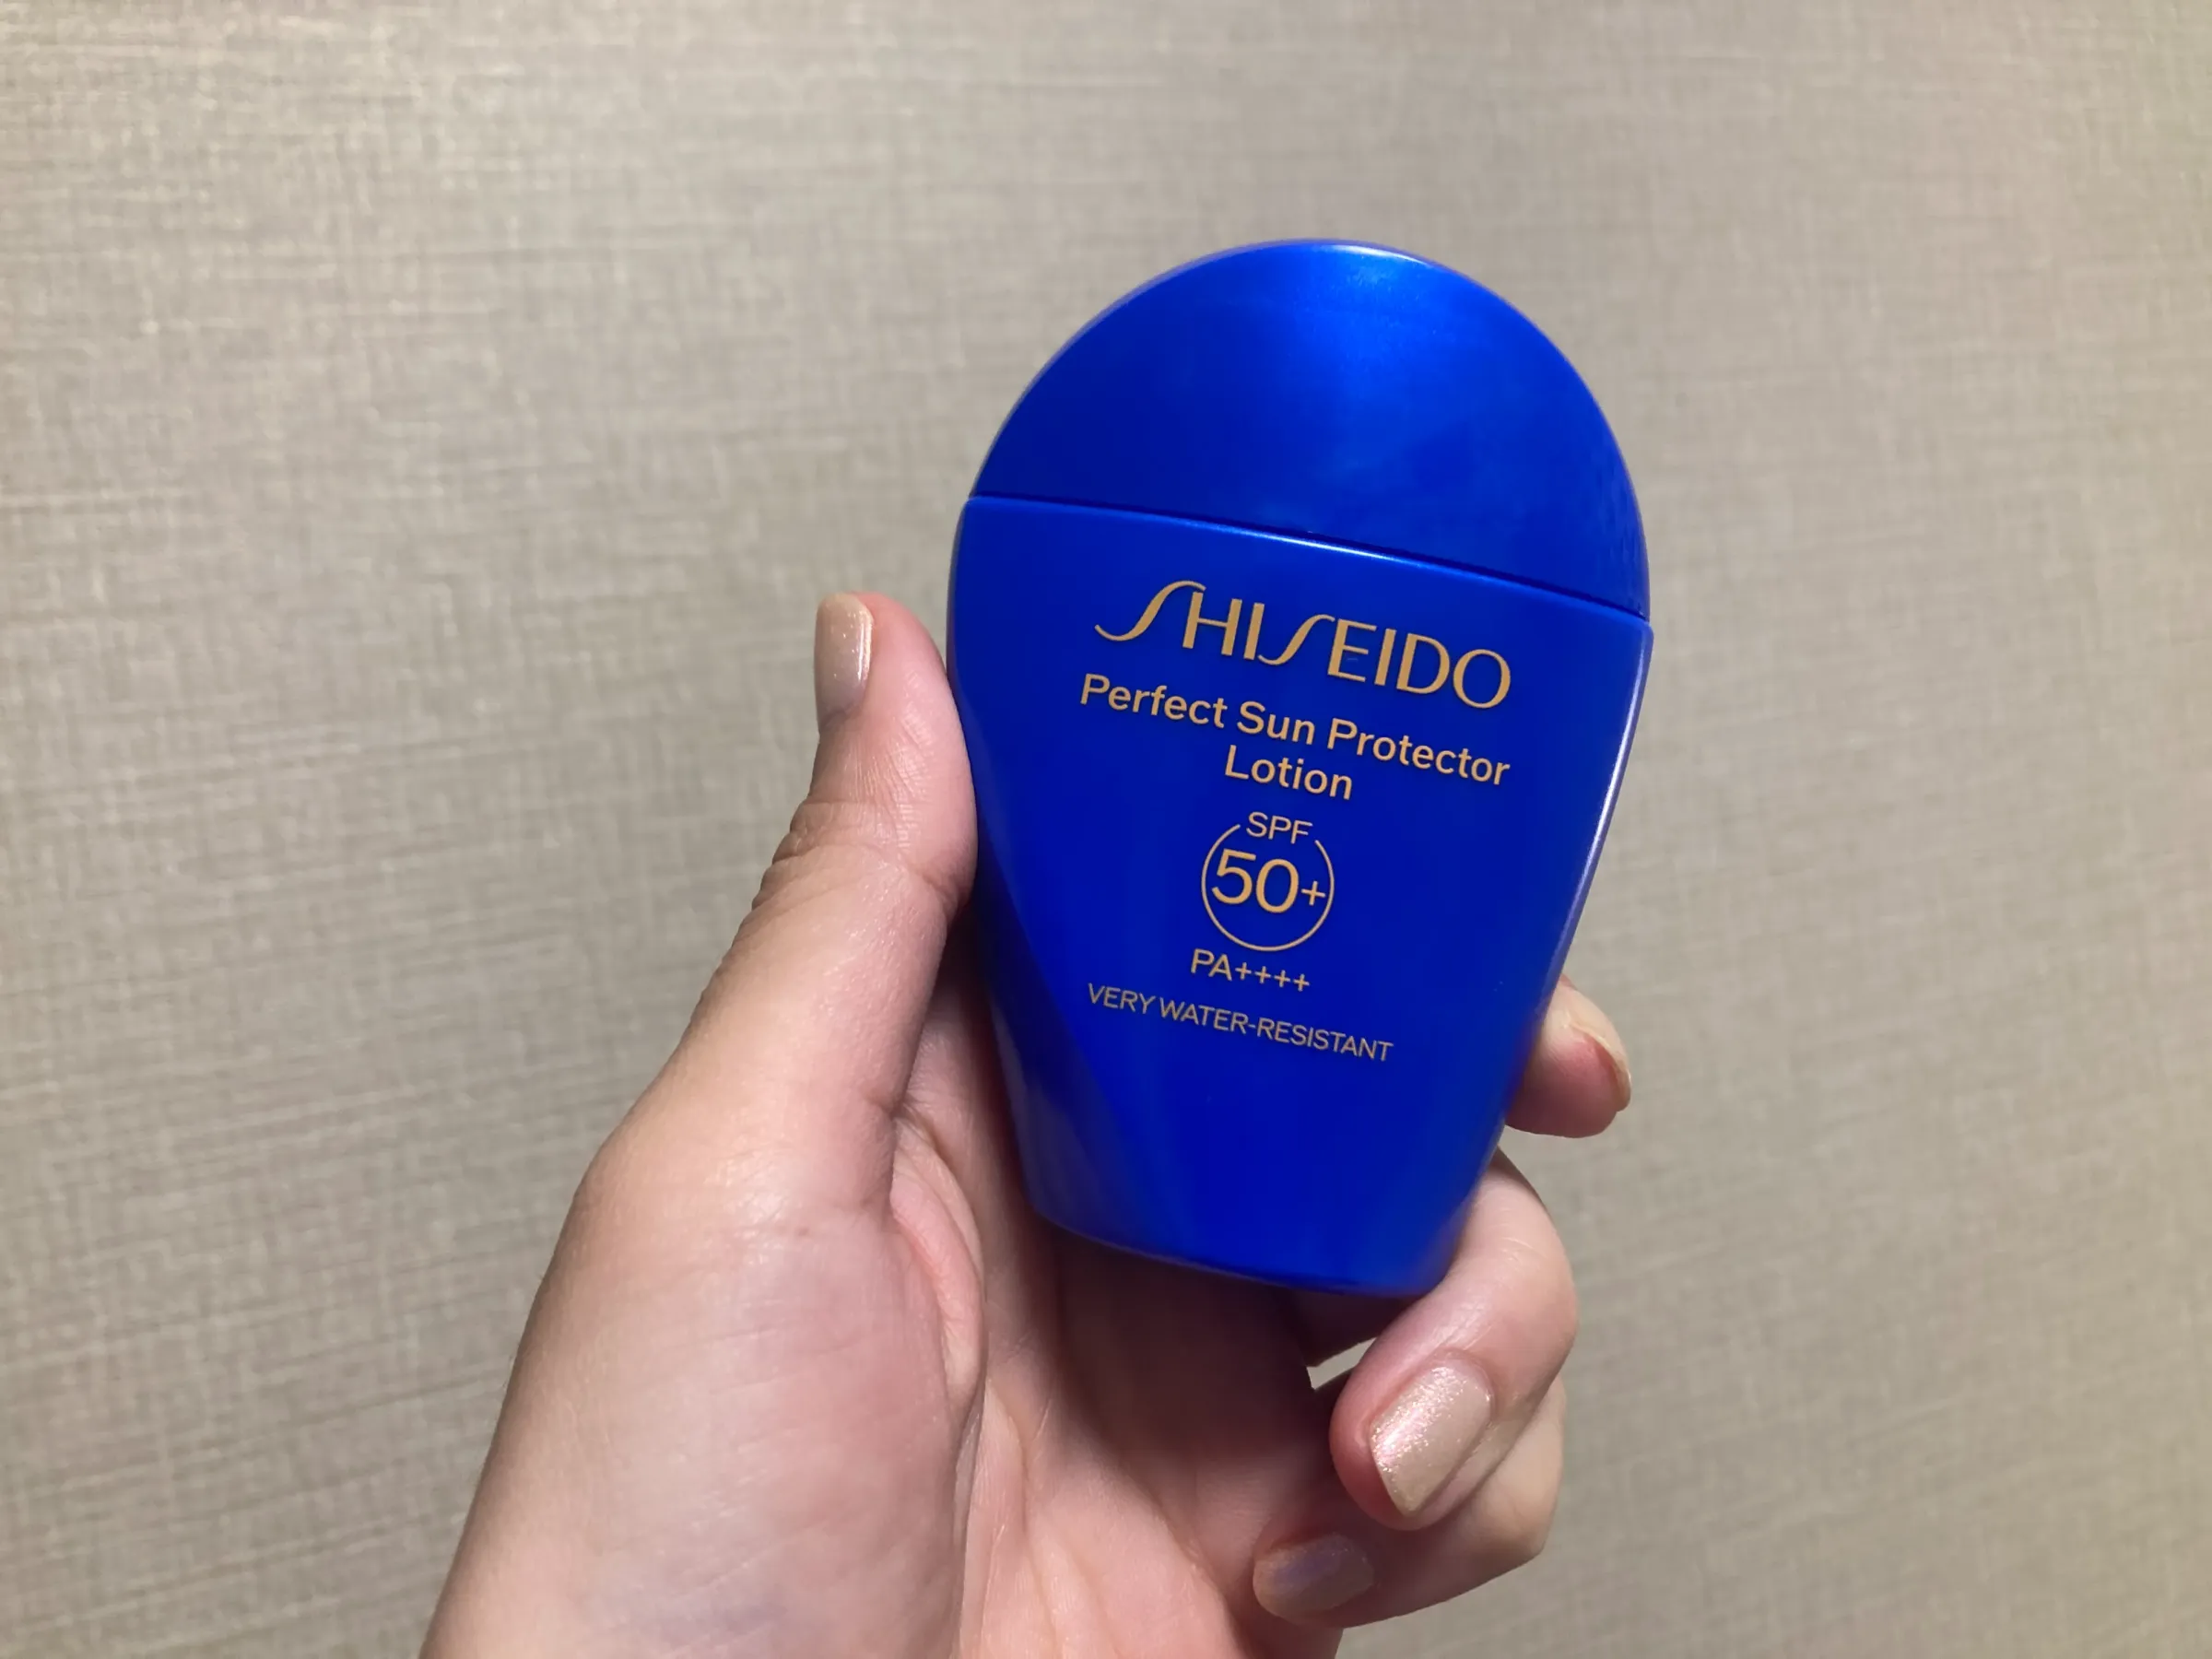 SHISEIDO
Perfect Sun Protector
Lotion
SPF
50+
PA++++
VERY WATER-RESISTANT